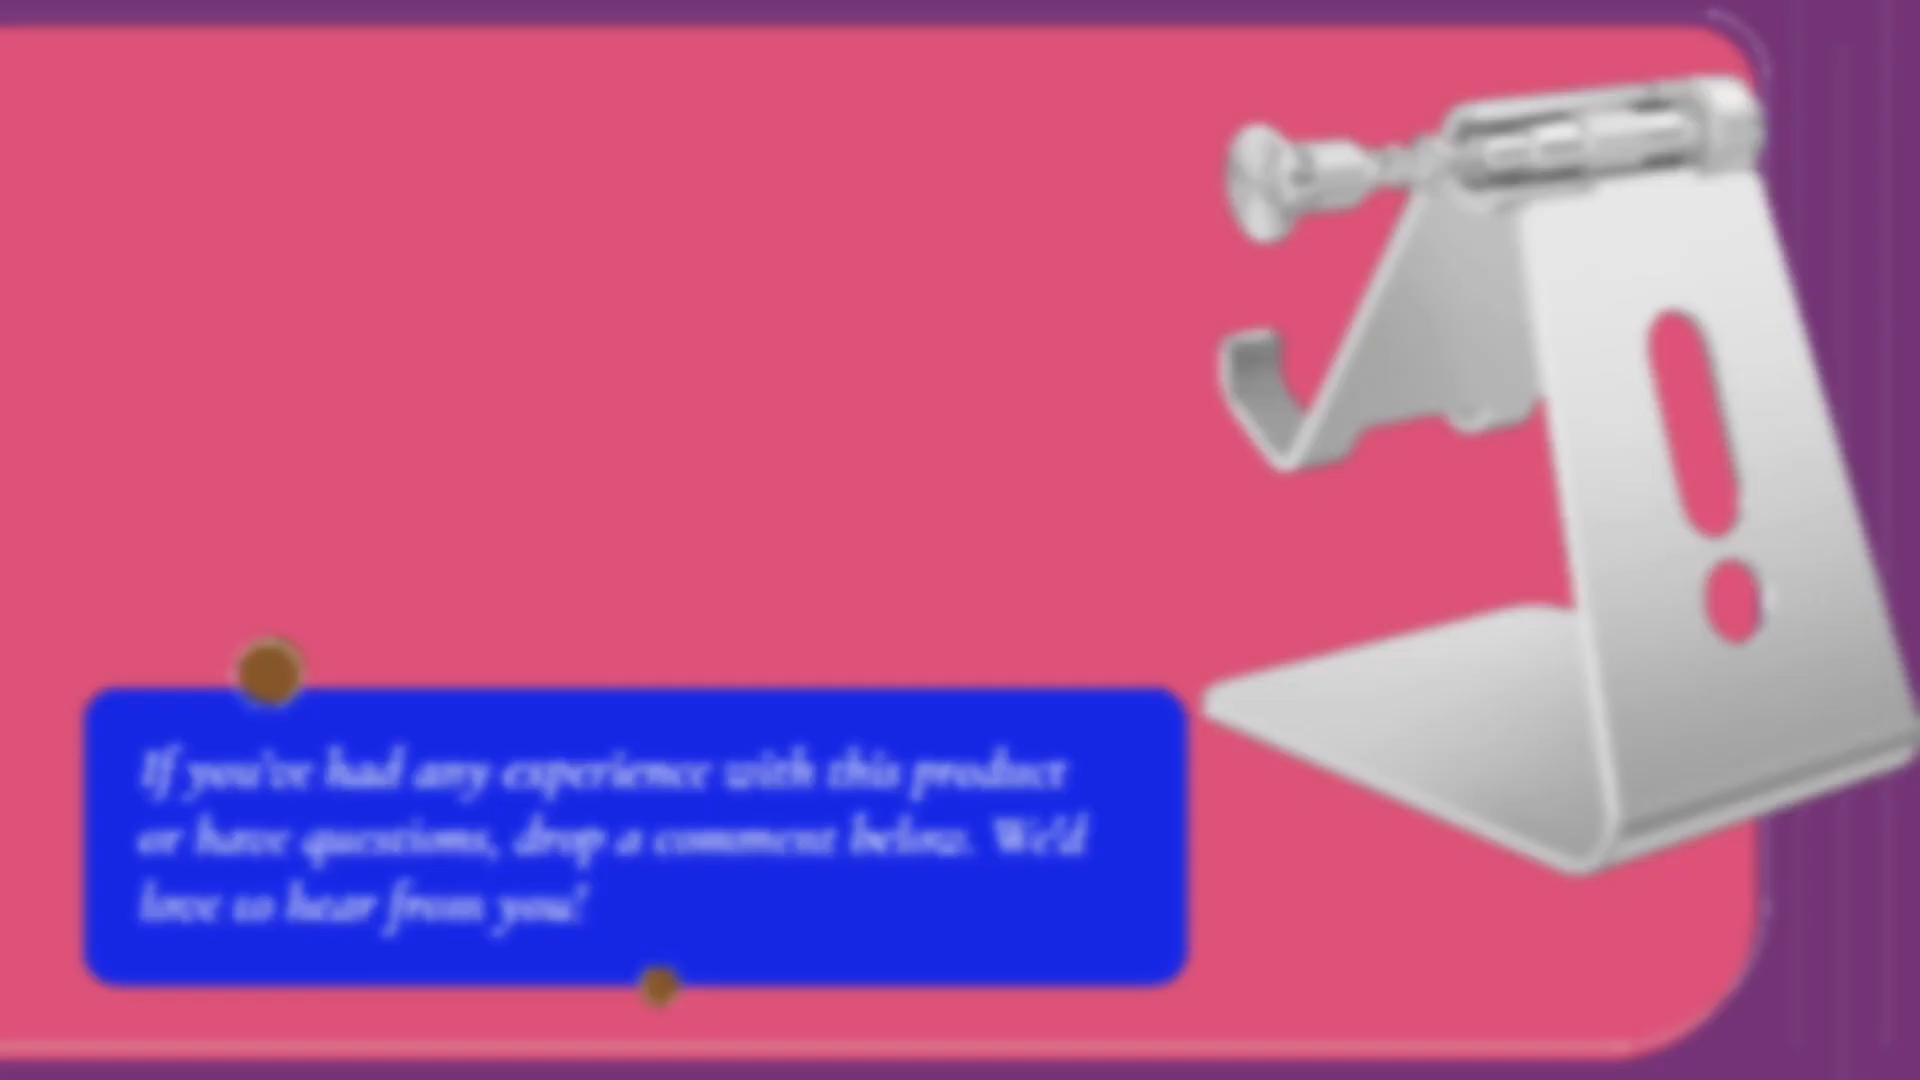 If you've had any experience with this product
or have questions, drop a comment below. We'd
love to hear from you!